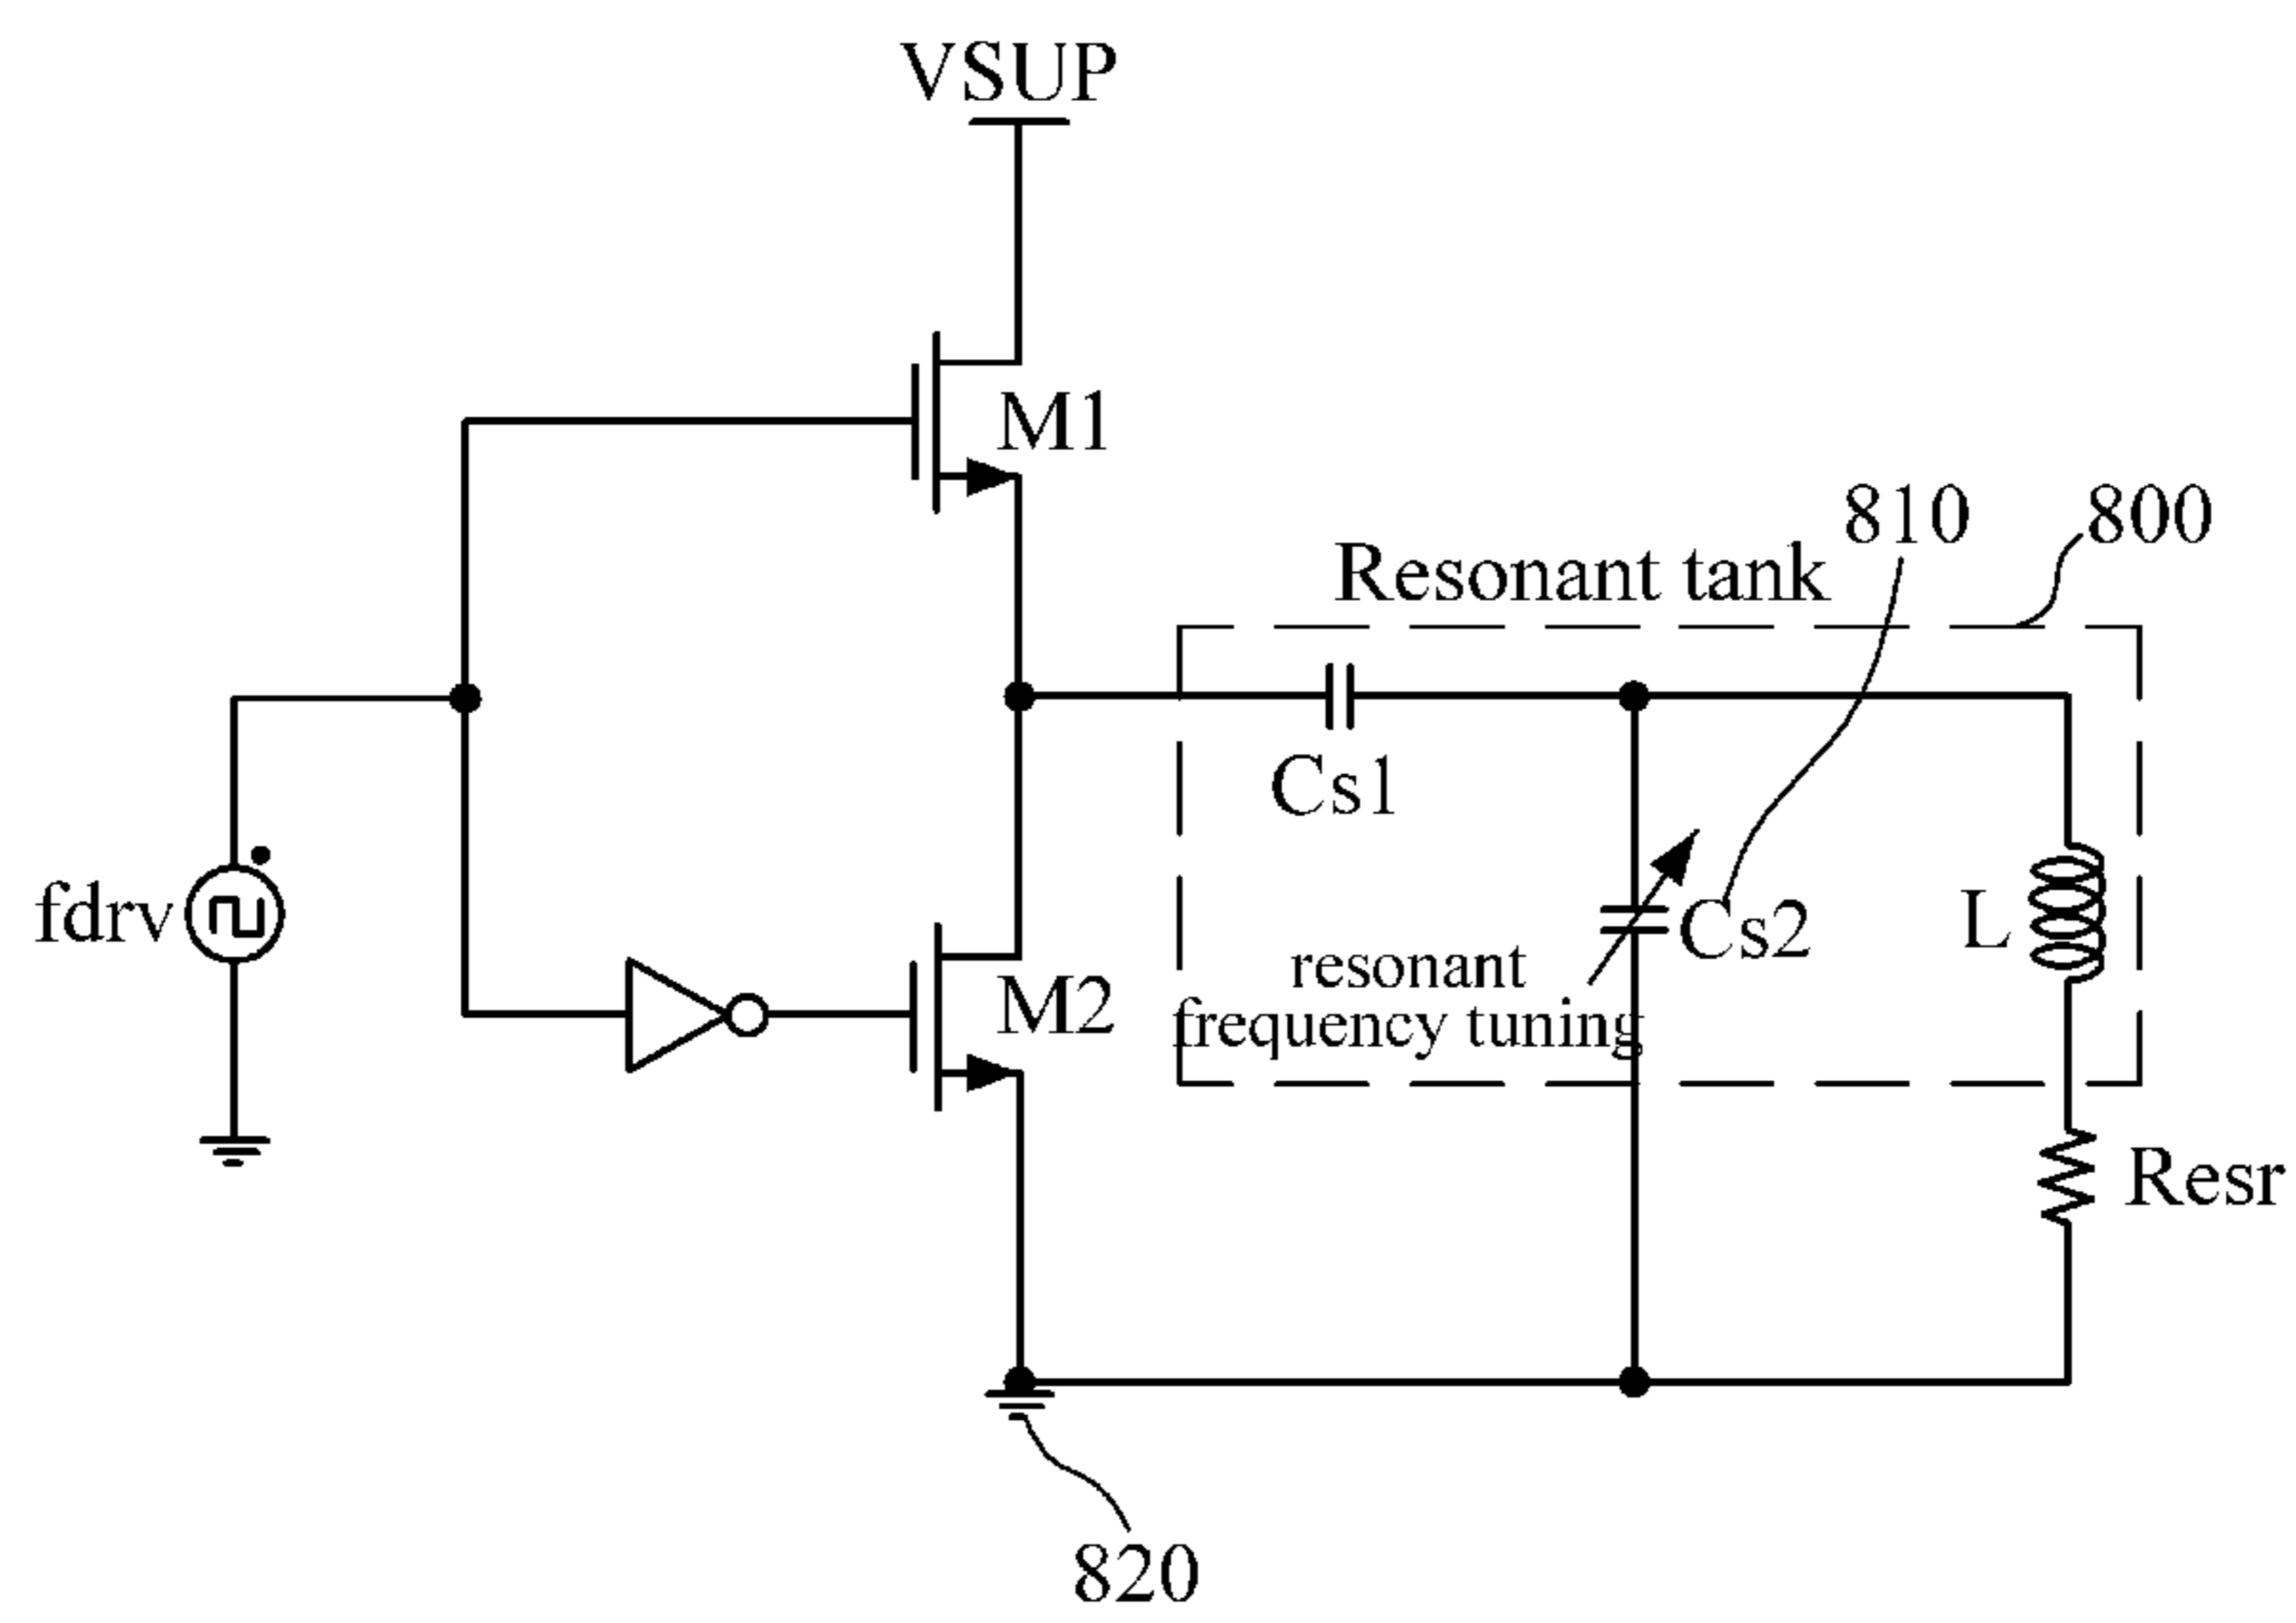 VSUP
M1
810
800
Resonant tank
Cs1
fdrv
Cs2
L
resonant
frequency tuning
M2
Resr
820